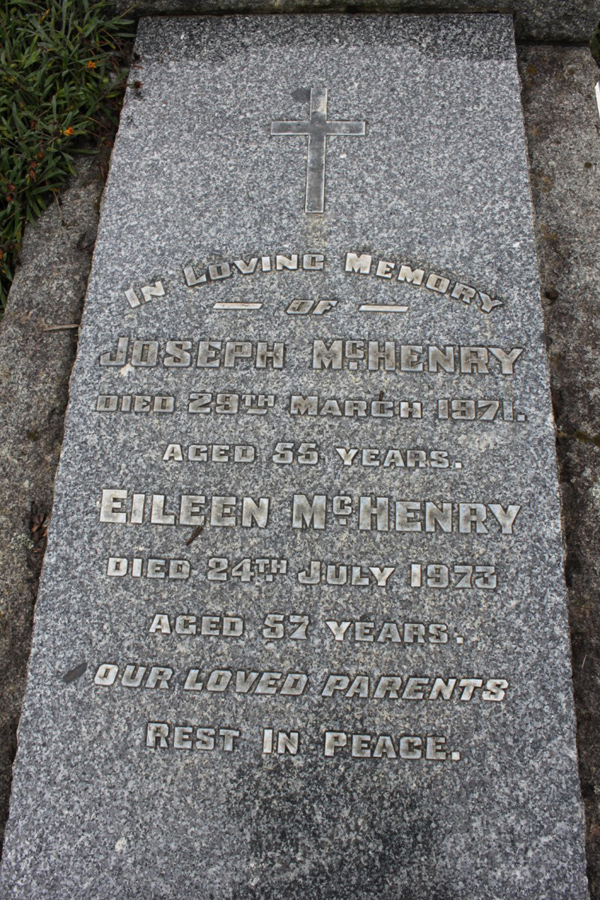 In Loving Memory
OF
JOSEPH McHENRY
DIED 29TH MARCH 1971.
AGED 55 YEARS.
EILEEN McHENRY
DIED 24TH JULY 1973
AGED 57 YEARS.
OUR LOVED PARENTS
REST IN PEACE.